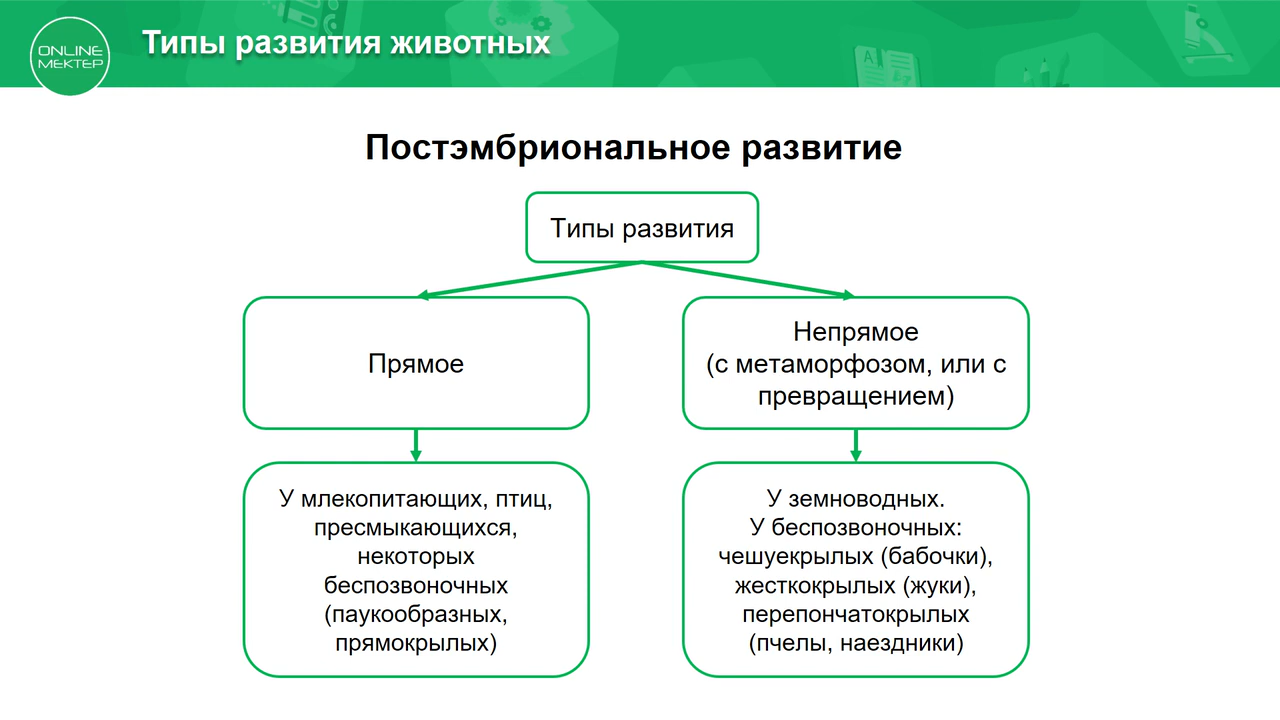 ONLINE
МЕКТЕР
Типы развития животных
Постэмбриональное развитие
Типы развития
Прямое
Непрямое
(с метаморфозом, или с
превращением)
У млекопитающих, птиц,
пресмыкающихся,
некоторых
беспозвоночных
(паукообразных,
прямокрылых)
У земноводных.
У беспозвоночных:
чешуекрылых (бабочки),
жесткокрылых (жуки),
перепончатокрылых
(пчелы, наездники)